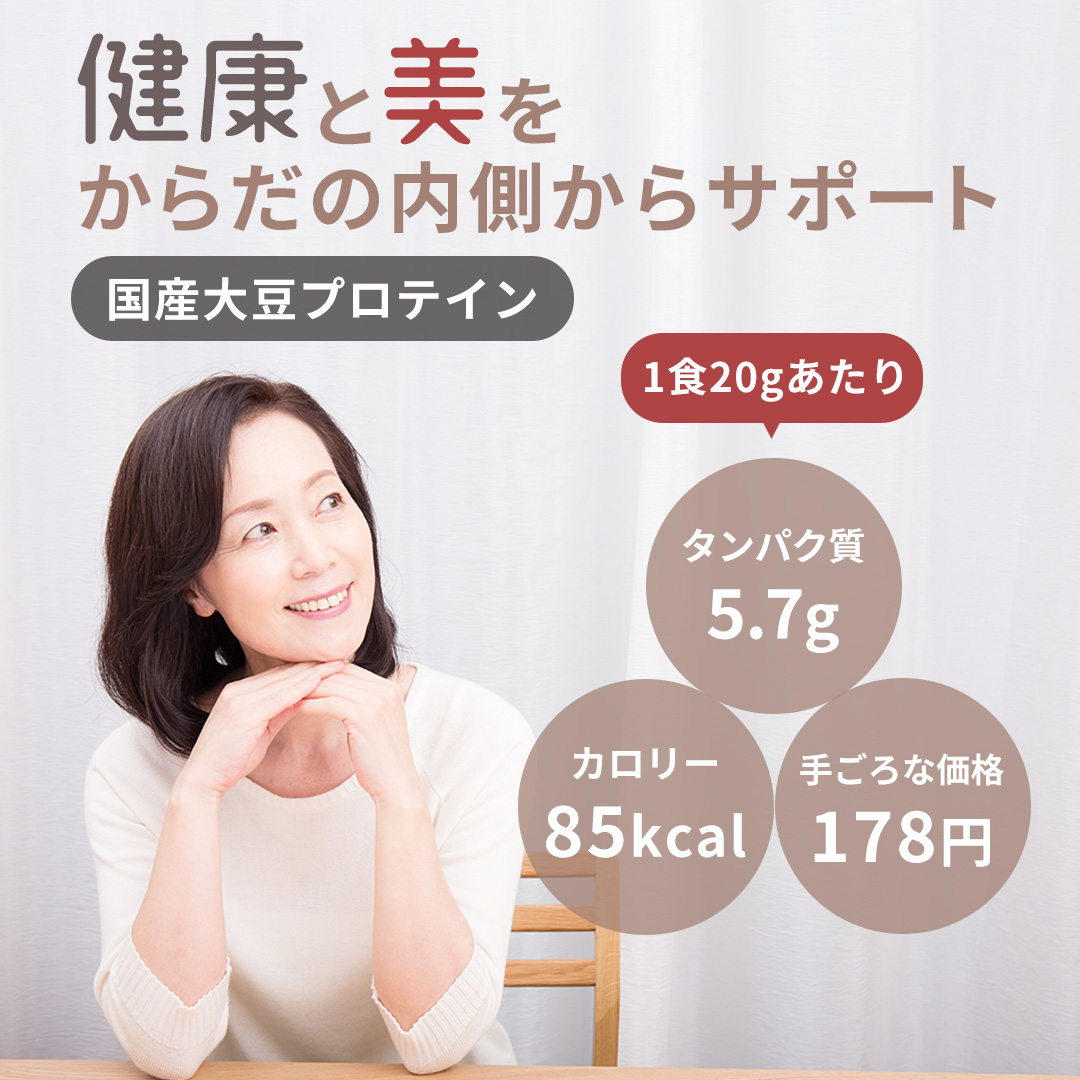 健康と美を
からだの内側からサポート
国産大豆プロテイン
1食20gあたり
タンパク質
5.7g
カロリー
85kcal
手ごろな価格
178円